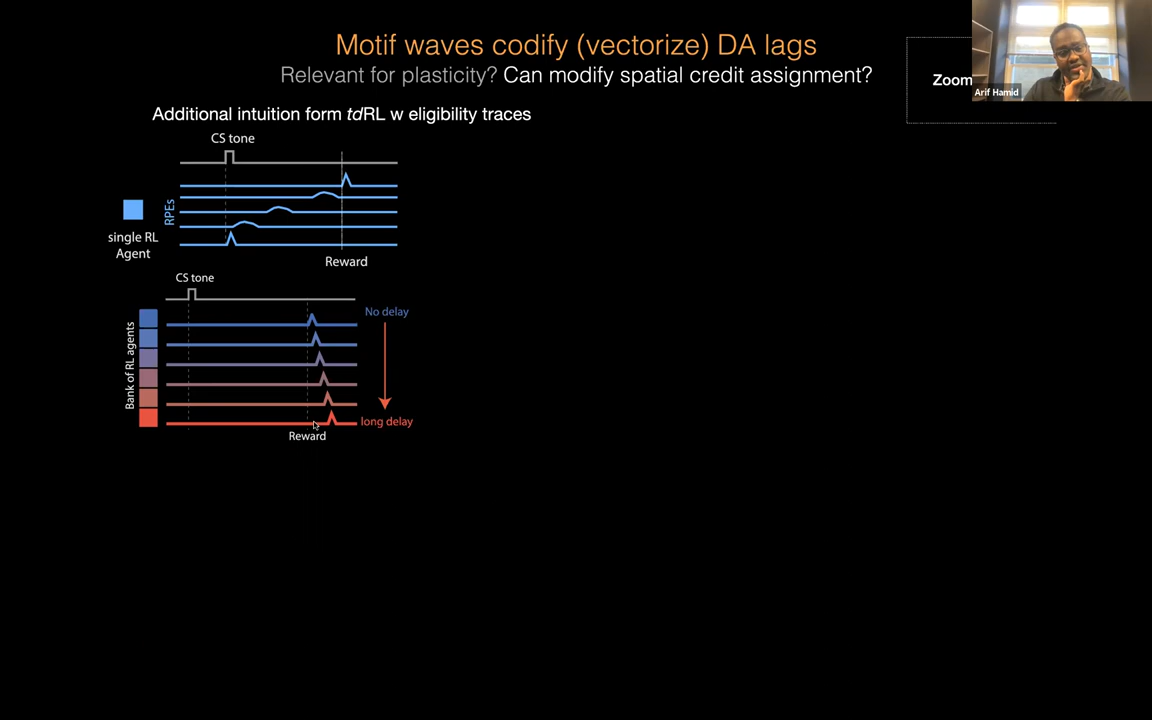 Motif waves codify (vectorize) DA lags
Relevant for plasticity? Can modify spatial credit assignment?
Zoom
Arif Hamid
Additional intuition form tdRL w eligibility traces
CS tone
RPEs
single RL
Agent
Reward
CS tone
No delay
Bank of RL agents
long delay
Reward